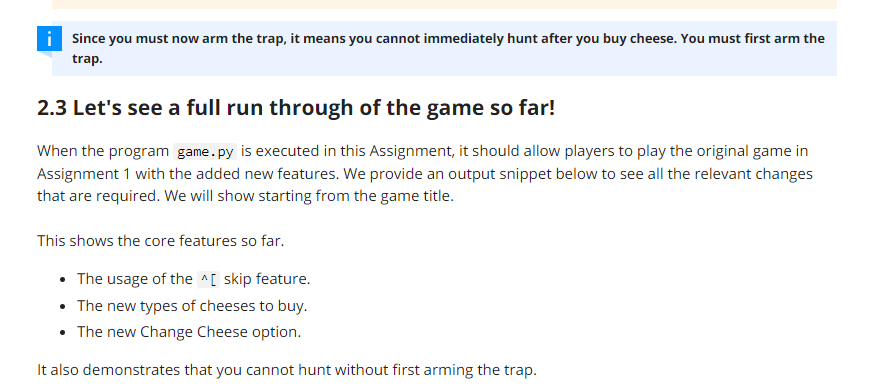 i Since you must now arm the trap, it means you cannot immediately hunt after you buy cheese. You must first arm the
trap.
2.3 Let's see a full run through of the game so far!
When the program game.py is executed in this Assignment, it should allow players to play the original game in
Assignment 1 with the added new features. We provide an output snippet below to see all the relevant changes
that are required. We will show starting from the game title.
This shows the core features so far.
• The usage of the ^[ skip feature.
• The new types of cheeses to buy.
• The new Change Cheese option.
It also demonstrates that you cannot hunt without first arming the trap.